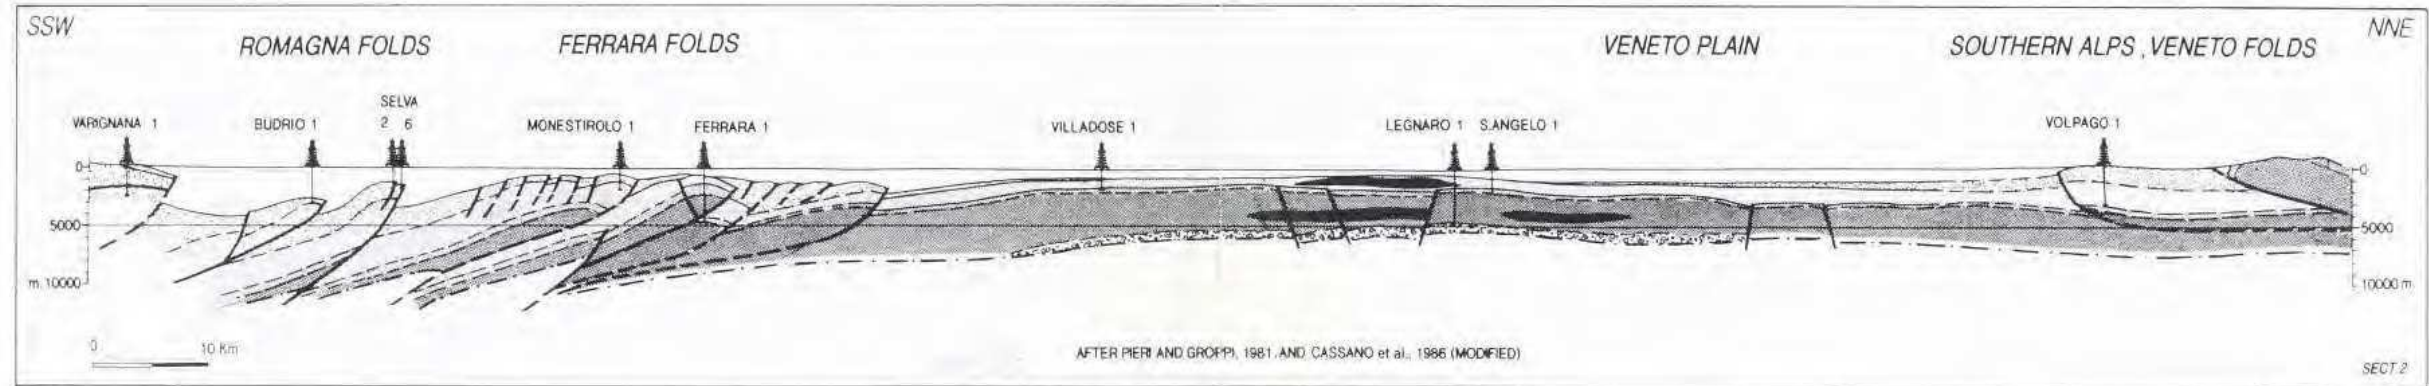 SSW
NNE
ROMAGNA FOLDS
FERRARA FOLDS
VENETO PLAIN
SOUTHERN ALPS, VENETO FOLDS
SELVA
VARIGNANA 1
BUDRIO 1
2 6
MONESTIROLO 1
FERRARA 1
VILLADOSE 1
LEGNARO 1
S.ANGELO 1
VOLPAGO 1
0
0
5000
5000
m. 10000
10000 m
0
10 Km
AFTER PIERI AND GROPPI, 1981, AND CASSANO et al., 1986 (MODIFIED)
SECT 2